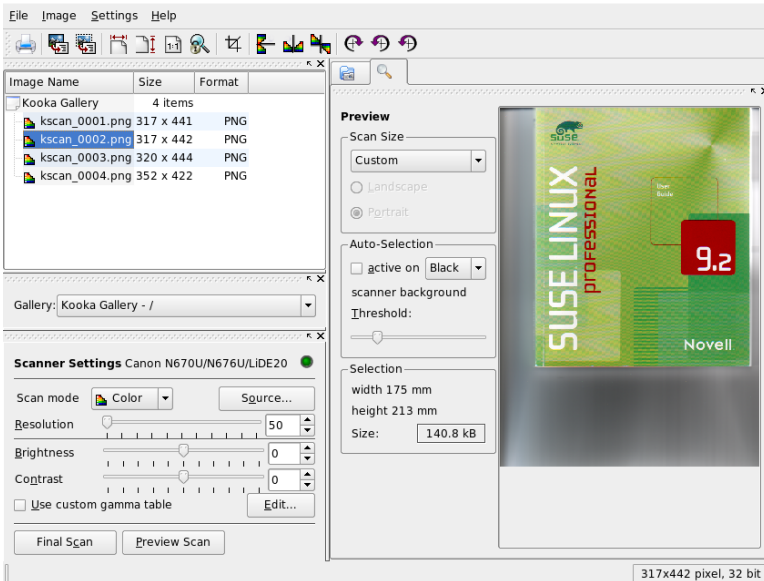 File Image Settings Help
1:1
Image Name Size Format
Kooka Gallery 4 items
kscan_0001.png 317 x 441 PNG
kscan_0002.png 317 x 442 PNG
kscan_0003.png 320 x 444 PNG
kscan_0004.png 352 x 422 PNG
Gallery: Kooka Gallery - /
Scanner Settings Canon N670U/N676U/LiDE20
Scan mode Color Source...
Resolution 50
Brightness 0
Contrast 0
Use custom gamma table Edit...
Final Scan Preview Scan
Preview
Scan Size
Custom
Landscape
Portrait
Auto-Selection
active on Black
scanner background
Threshold:
Selection
width 175 mm
height 213 mm
Size: 140.8 kB
SUSE
SUSE LINUX
professional
User
Guide
9.2
Novell
317x442 pixel, 32 bit